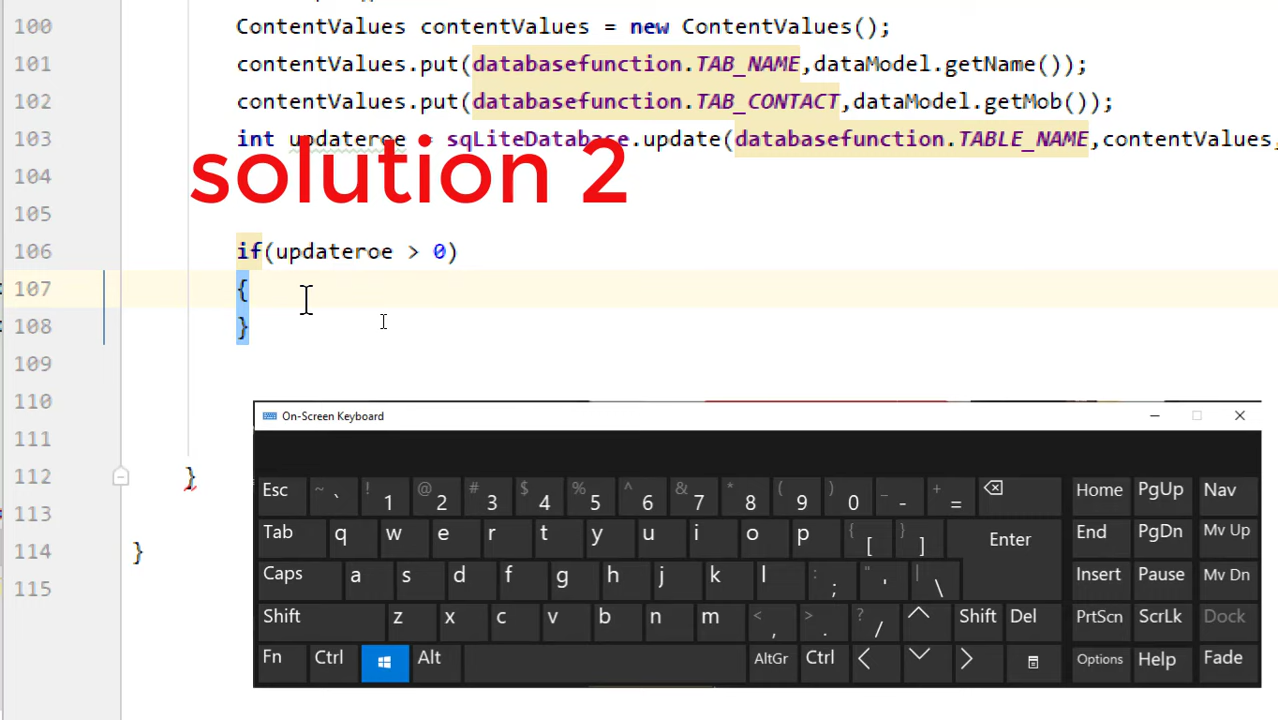 100 ContentValues contentValues = new ContentValues();
101 contentValues.put(databasefunction.TAB_NAME,dataModel.getName());
102 contentValues.put(databasefunction.TAB_CONTACT,dataModel.getMob());
103 int updateroe = sqLiteDatabase.update(databasefunction.TABLE_NAME,contentValues,
solution 2
104
105
106 if(updateroe > 0)
107 {
108 }
109
110
111
112 }
113
114 }
115
On-Screen Keyboard
Esc ~ ` ! 1 @ 2 # 3 $ 4 % 5 ^ 6 & 7 * 8 ( 9 ) 0 _ - + = Home PgUp Nav
Tab q w e r t y u i o p { [ } ] Enter End PgDn Mv Up
Caps a s d f g h j k l : ; " ' | \ Insert Pause Mv Dn
Shift z x c v b n m < , > . ? / Shift Del PrtScn ScrLk Dock
Fn Ctrl Alt AltGr Ctrl Options Help Fade